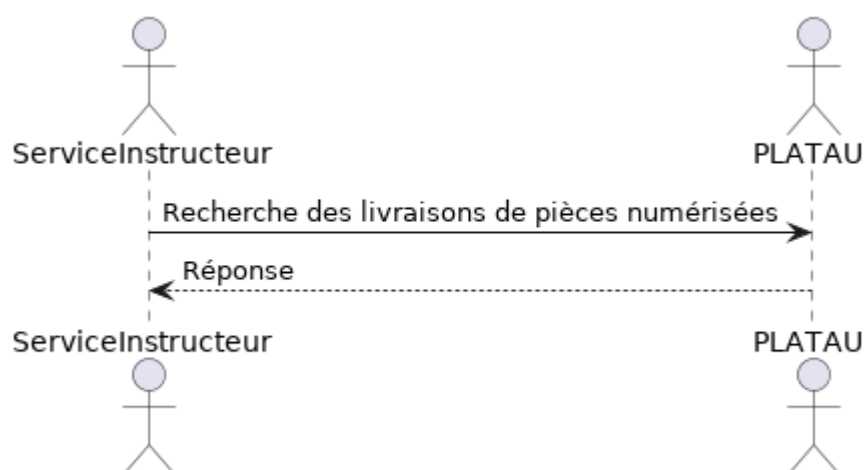 ServiceInstructeur PLATAU
Recherche des livraisons de pièces numérisées
Réponse
ServiceInstructeur PLATAU